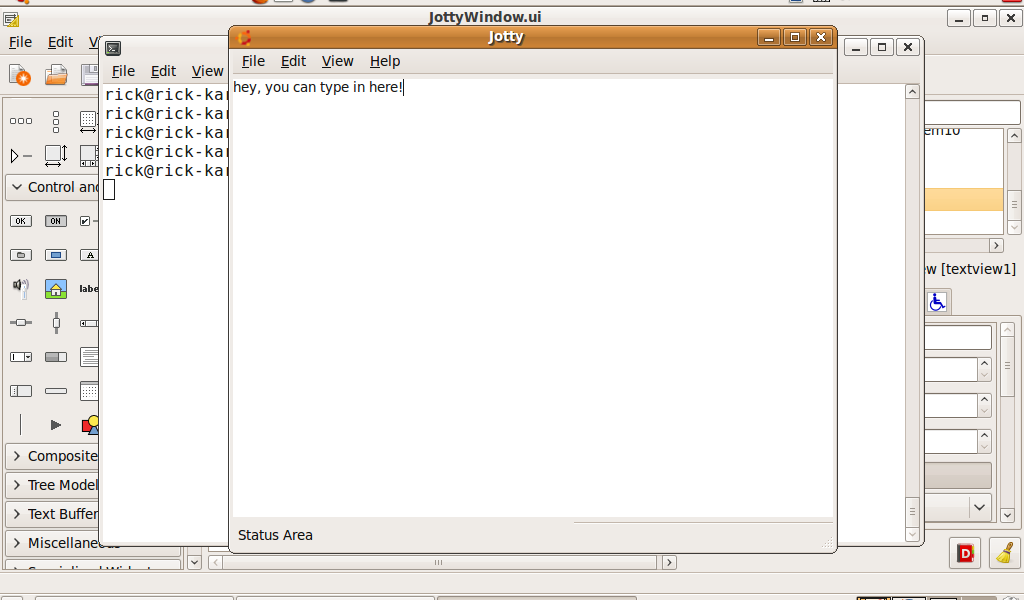 JottyWindow.ui
File Edit
Jotty
File Edit View Help
hey, you can type in here!
Status Area
File Edit View
rick@rick-kar
rick@rick-kar
rick@rick-kar
rick@rick-kar
rick@rick-kar
Control and
OK ON
A
label
Composite
Tree Model
Text Buffer
Miscellaneous
em10
ew [textview1]
D